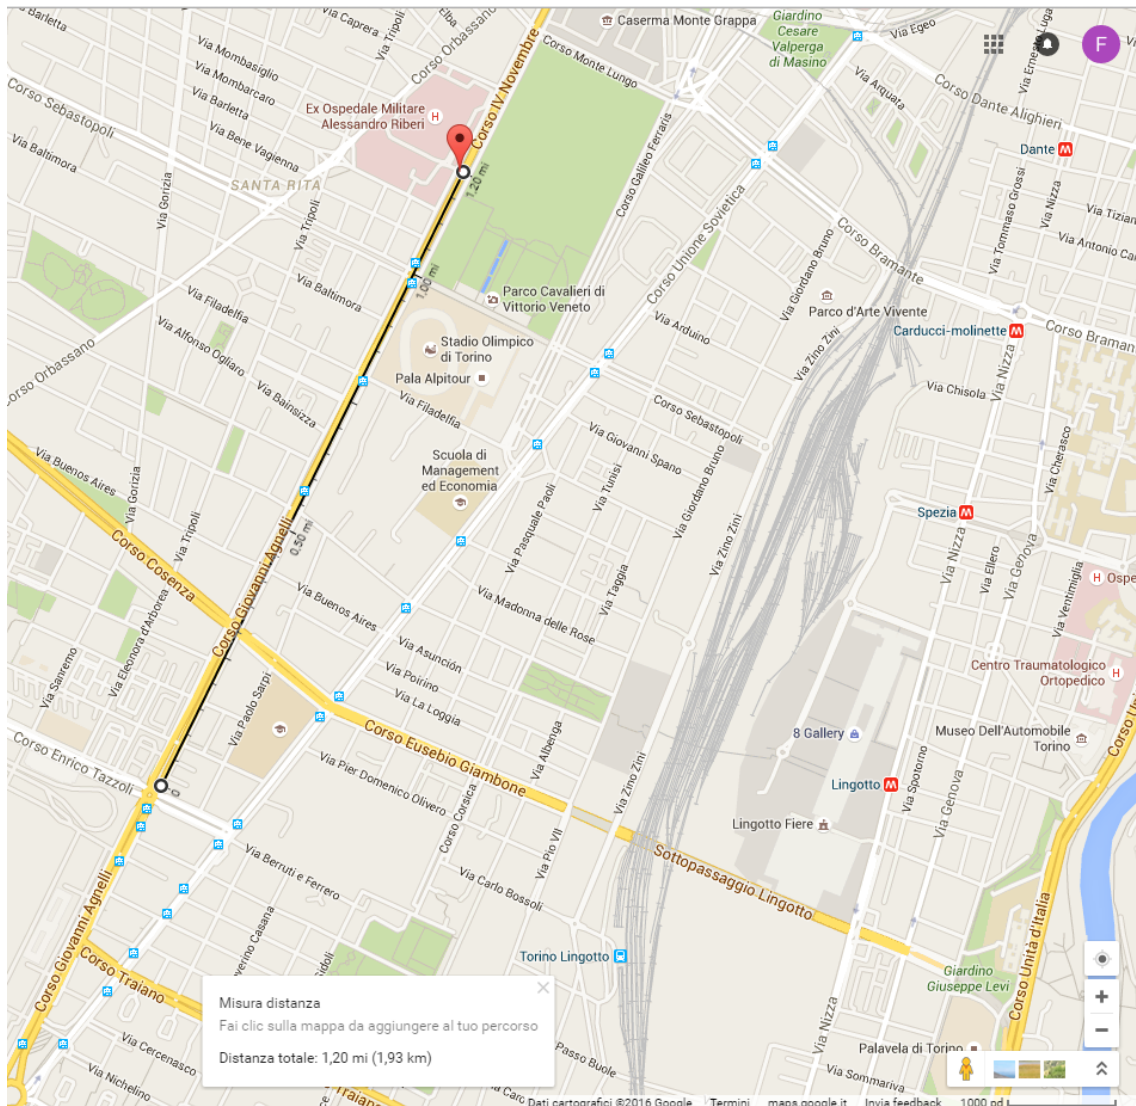 Via Caprera
Via Tripoli
Elba
Corso Orbassano
Caserma Monte Grappa
Giardino
Cesare
Valperga
di Masino
Via Egeo
F
Via Mombasiglio
Via Mombarcaro
Via Barletta
Via Bene Vagienna
Corso Sebastopoli
Via Barletta
Via Baltimora
Corso IV Novembre
Corso Monte Lungo
Via Arquata
Corso Dante Alighieri
Ex Ospedale Militare
Alessandro Riberi
H
Dante
M
1,20 mi
SANTA RITA
Via Gorizia
Via Tripoli
Corso Galileo Ferraris
Corso Unione Sovietica
Via Tommaso Grossi
Via Nizza
Corso Bramante
Via Giordano Bruno
1,00 mi
Via Baltimora
Parco Cavalieri di
Vittorio Veneto
Parco d'Arte Vivente
Via Filadelfia
Via Alfonso Ogliaro
Corso Orbassano
Via Bainsizza
Stadio Olimpico
di Torino
Pala Alpitour
Via Filadelfia
Via Arduino
Via Zino Zini
Carducci-molinette
M
Via Nizza
Via Chisola
Corso Sebastopoli
Via Giovanni Spano
Via Cherasco
Via Buenos Aires
Via Gorizia
Via Tripoli
Scuola di
Management
ed Economia
Via Tunisi
Via Giordano Bruno
Via Pasquale Paoli
Spezia
M
0,50 mi
Corso Giovanni Agnelli
Corso Cosenza
Via Zino Zini
Via Nizza
Via Ellero
Via Genova
Via Ventimiglia
H
Via Buenos Aires
Via Taggia
Via Madonna delle Rose
Via Sanremo
Via Eleonora d'Arborea
Via Paolo Sarpi
Via Asunción
Via Poirino
Via La Loggia
Centro Traumatologico
Ortopedico
H
Corso Enrico Tazzoli
Corso Eusebio Giambone
Via Albenga
8 Gallery
Museo Dell'Automobile
Torino
Via Pier Domenico Olivero
Corso Corsica
Via Zino Zini
Lingotto
M
Via Spotorno
Via Genova
Lingotto Fiere
Via Pio VII
Sottopassaggio Lingotto
Via Berruti e Ferrero
Via Carlo Bossoli
Corso Giovanni Agnelli
Corso Traiano
Torino Lingotto
Giardino
Giuseppe Levi
Corso Unità d'Italia
Misura distanza
Fai clic sulla mappa da aggiungere al tuo percorso
Distanza totale: 1,20 mi (1,93 km)
Via Cercenasco
Via Nichelino
Traiano
Passo Buole
Via Nizza
Palavela di Torino
Via Sommariva
Dati cartografici ©2016 Google
Termini
maps.google.it
Invia feedback
1000 pd